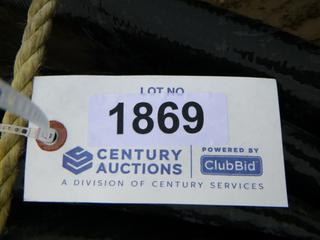 LOT NO
1869
CENTURY AUCTIONS
POWERED BY
ClubBid
A DIVISION OF CENTURY SERVICES